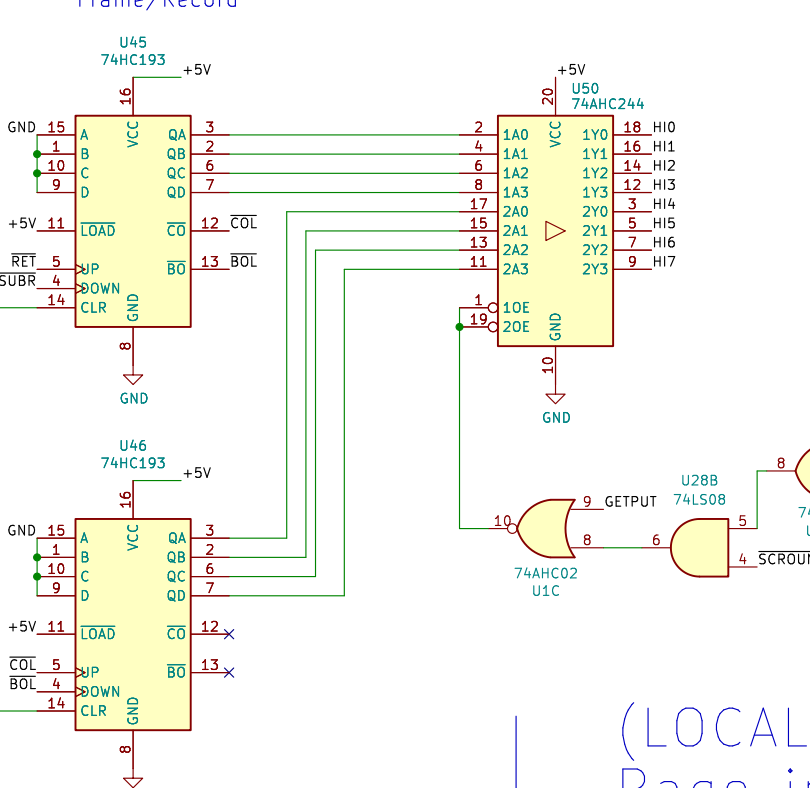 Frame/Record
U45
74HC193
+5V
16
VCC
GND 15 A QA 3
1 B QB 2
10 C QC 6
9 D QD 7
+5V 11 LOAD CO 12 COL
RET 5 UP BO 13 BOL
SUBR 4 DOWN
14 CLR
GND
8
GND
+5V
U50
74AHC244
20
VCC
2 1A0 1Y0 18 HI0
4 1A1 1Y1 16 HI1
6 1A2 1Y2 14 HI2
8 1A3 1Y3 12 HI3
17 2A0 2Y0 3 HI4
15 2A1 2Y1 5 HI5
13 2A2 2Y2 7 HI6
11 2A3 2Y3 9 HI7
1 1OE
19 2OE
GND
10
GND
U46
74HC193
+5V
16
VCC
GND 15 A QA 3
1 B QB 2
10 C QC 6
9 D QD 7
+5V 11 LOAD CO 12
COL 5 UP BO 13
BOL 4 DOWN
14 CLR
GND
8
10
9 GETPUT
8
74AHC02
U1C
U28B
74LS08
6
5
4
8
74
(LOCAL